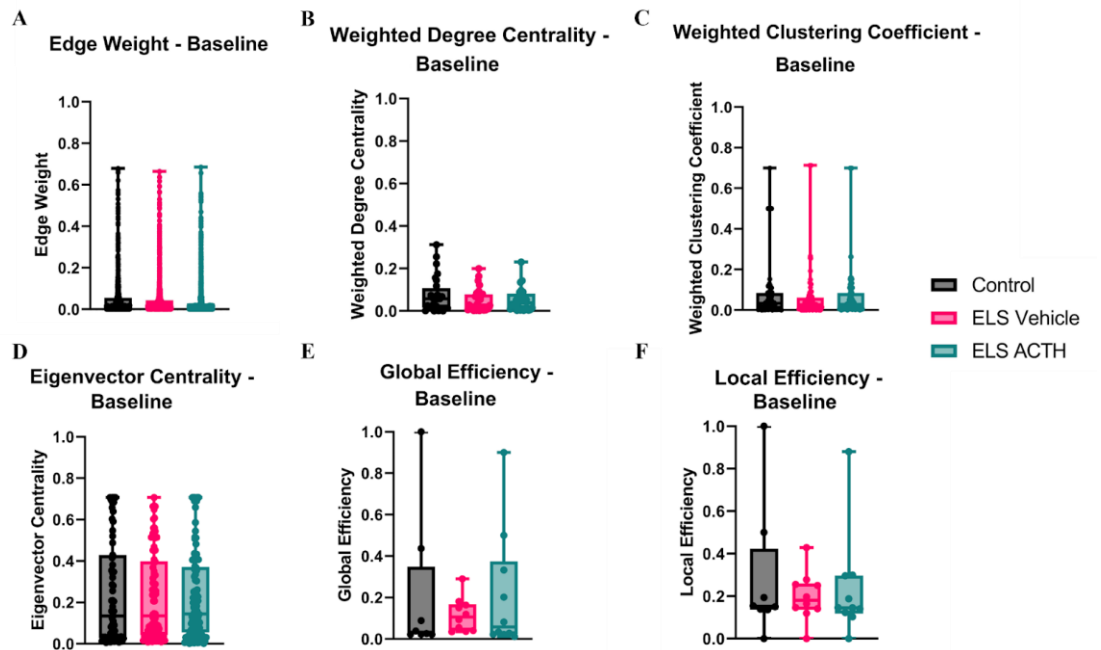 A
Edge Weight - Baseline
Edge Weight
1.0
0.8
0.6
0.4
0.2
0.0
B
Weighted Degree Centrality -
Baseline
Weighted Degree Centrality
1.0
0.8
0.6
0.4
0.2
0.0
C
Weighted Clustering Coefficient -
Baseline
Weighted Clustering Coefficient
1.0
0.8
0.6
0.4
0.2
0.0
Control
ELS Vehicle
ELS ACTH
D
Eigenvector Centrality -
Baseline
Eigenvector Centrality
1.0
0.8
0.6
0.4
0.2
0.0
E
Global Efficiency -
Baseline
Global Efficiency
1.0
0.8
0.6
0.4
0.2
0.0
F
Local Efficiency -
Baseline
Local Efficiency
1.0
0.8
0.6
0.4
0.2
0.0